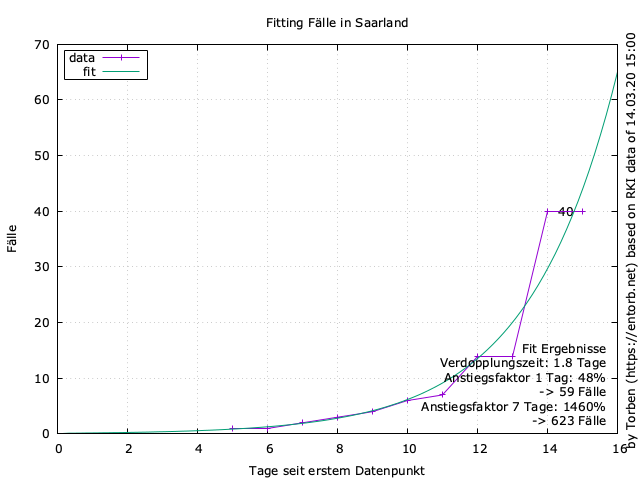 Fitting Fälle in Saarland
data
fit
70
60
50
40
30
20
10
0
40
Fälle
Fit Ergebnisse
Verdopplungszeit: 1.8 Tage
Anstiegsfaktor 1 Tag: 48%
-> 59 Fälle
Anstiegsfaktor 7 Tage: 1460%
-> 623 Fälle
0 2 4 6 8 10 12 14 16
Tage seit erstem Datenpunkt
by Torben (https://entorb.net) based on RKI data of 14.03.20 15:00